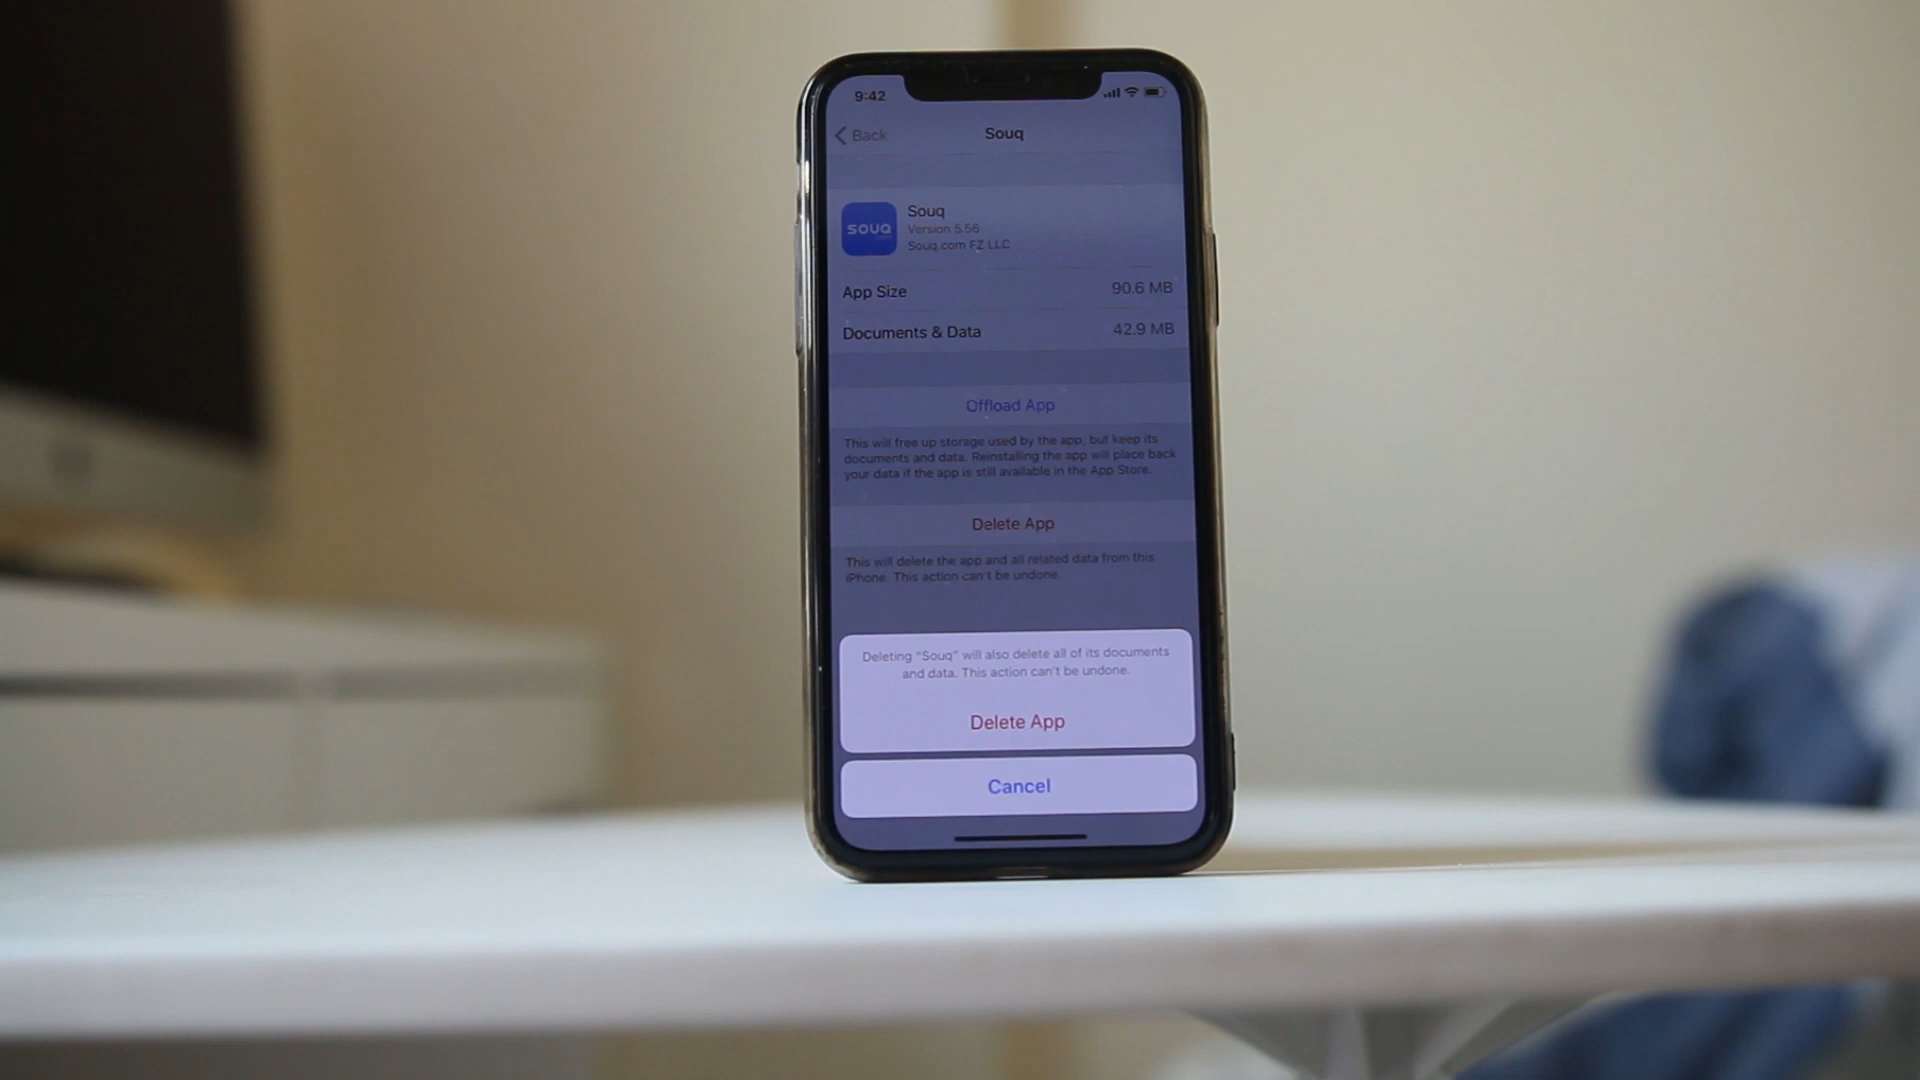 9:42
Back
Souq
souq
Souq
Version 5.56
Souq.com FZ LLC
App Size 90.6 MB
Documents & Data 42.9 MB
Offload App
This will free up storage used by the app, but keep its
documents and data. Reinstalling the app will place back
your data if the app is still available in the App Store.
Delete App
This will delete the app and all related data from this
iPhone. This action can't be undone.
Deleting "Souq" will also delete all of its documents
and data. This action can't be undone.
Delete App
Cancel